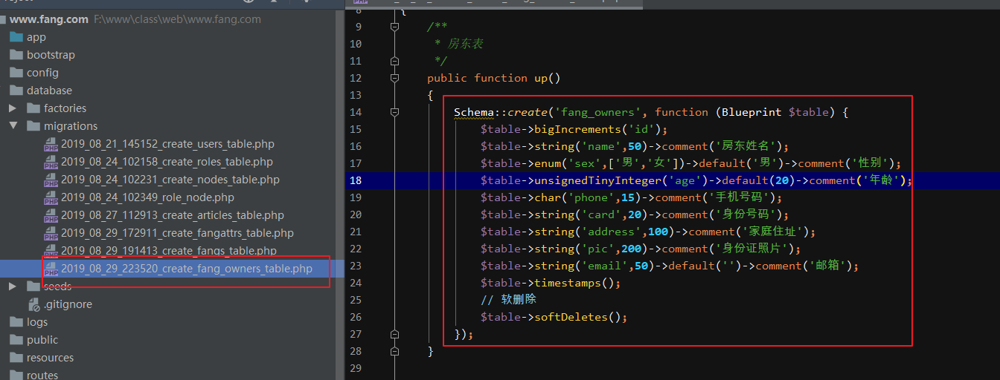 www.fang.com F:\www\class\web\www.fang.com
app
bootstrap
config
database
factories
migrations
2019_08_21_145152_create_users_table.php
2019_08_24_102158_create_roles_table.php
2019_08_24_102231_create_nodes_table.php
2019_08_24_102349_role_node.php
2019_08_27_112913_create_articles_table.php
2019_08_29_172911_create_fangattrs_table.php
2019_08_29_191413_create_fangs_table.php
2019_08_29_223520_create_fang_owners_table.php
seeds
.gitignore
logs
public
resources
routes
8 {
9 /**
10 * 房东表
11 */
12 public function up()
13 {
14 Schema::create('fang_owners', function (Blueprint $table) {
15 $table->bigIncrements('id');
16 $table->string('name',50)->comment('房东姓名');
17 $table->enum('sex',['男','女'])->default('男')->comment('性别');
18 $table->unsignedTinyInteger('age')->default(20)->comment('年龄');
19 $table->char('phone',15)->comment('手机号码');
20 $table->string('card',20)->comment('身份号码');
21 $table->string('address',100)->comment('家庭住址');
22 $table->string('pic',200)->comment('身份证照片');
23 $table->string('email',50)->default('')->comment('邮箱');
24 $table->timestamps();
25 // 软删除
26 $table->softDeletes();
27 });
28 }
29